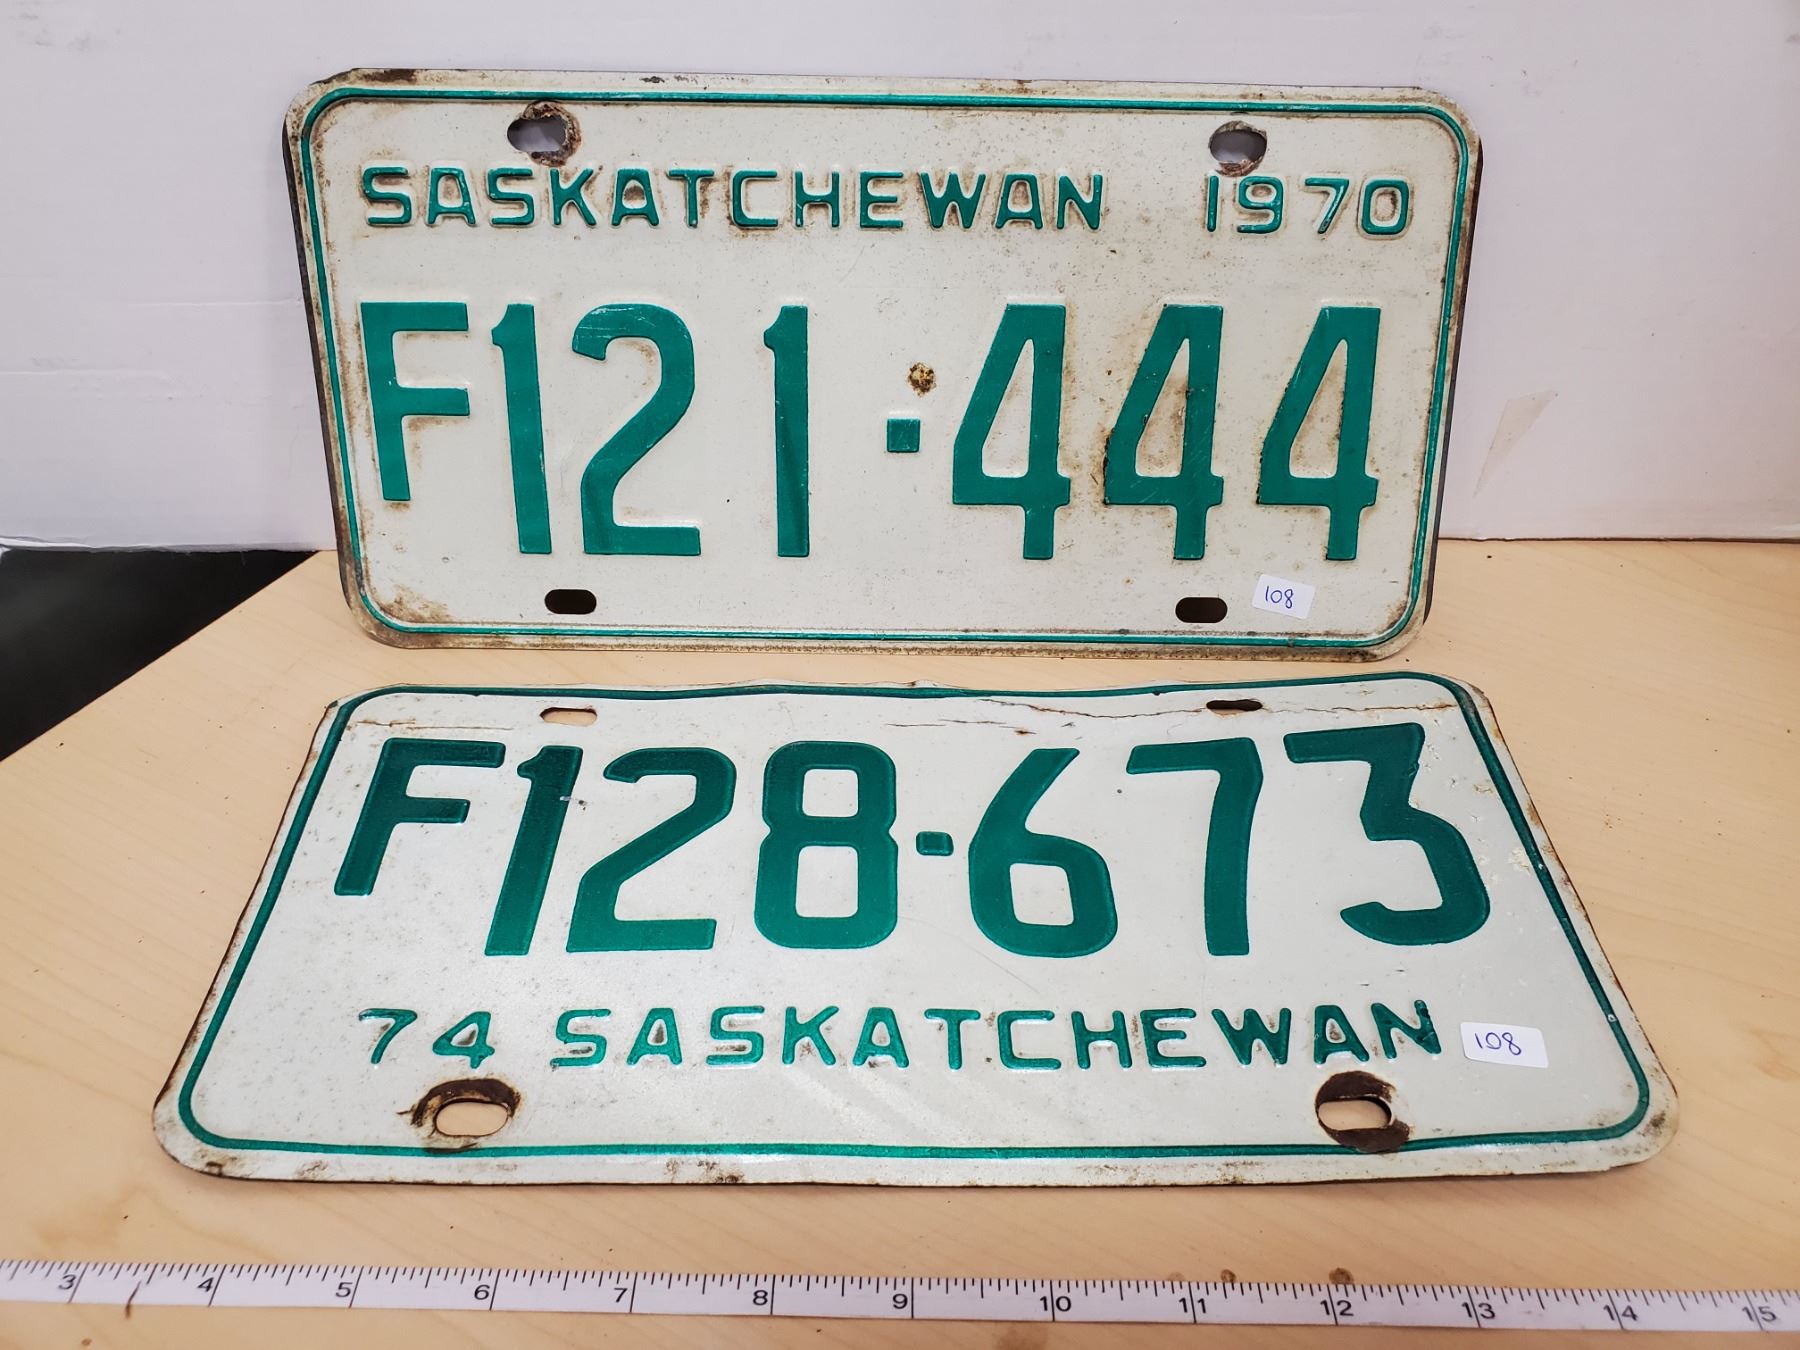 SASKATCHEWAN 1970
F121·444
108
F128·673
74 SASKATCHEWAN
108
3 4 5 6 7 8 9 10 11 12 13 14 15